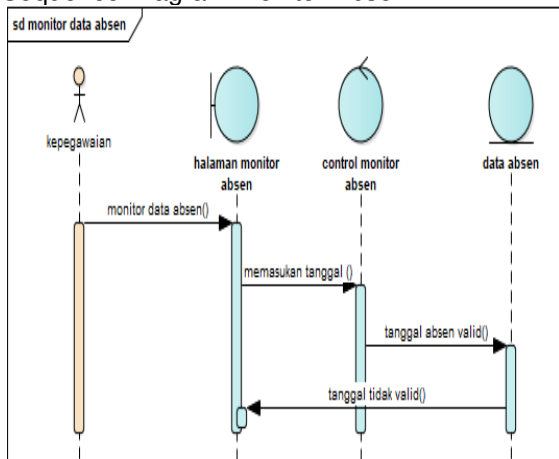 sd monitor data absen
kepegawaian
halaman monitor
absen
control monitor
absen
data absen
monitor data absen()
memasukan tanggal ()
tanggal absen valid()
tanggal tidak valid()